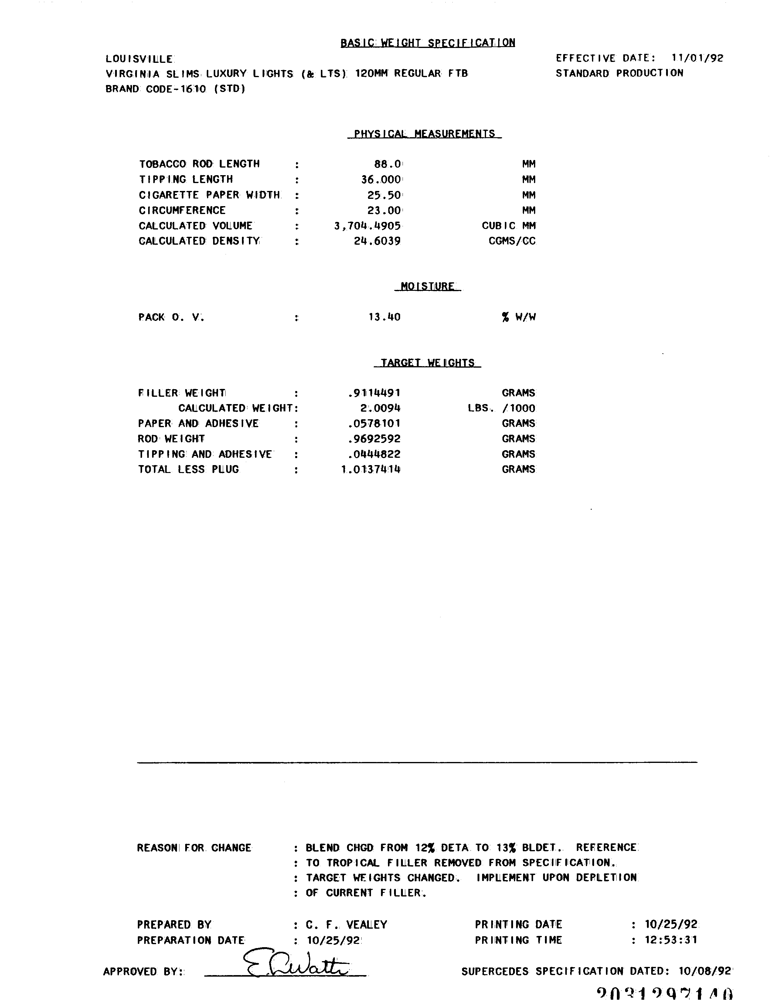 BASIC WEIGHT SPECIFICATION
LOUISVILLE EFFECTIVE DATE: 11/01/92
VIRGINIA SLIMS LUXURY LIGHTS (& LTS) 120MM REGULAR FTB STANDARD PRODUCTION
BRAND CODE-1610 (STD)
PHYSICAL MEASUREMENTS
TOBACCO ROD LENGTH : 88.0 MM
TIPPING LENGTH : 36.000 MM
CIGARETTE PAPER WIDTH : 25.50 MM
CIRCUMFERENCE : 23.00 MM
CALCULATED VOLUME : 3,704.4905 CUBIC MM
CALCULATED DENSITY : 24.6039 CGMS/CC
MOISTURE
PACK O. V. : 13.40 % W/W
TARGET WEIGHTS
FILLER WEIGHT : .9114491 GRAMS
CALCULATED WEIGHT: 2.0094 LBS. /1000
PAPER AND ADHESIVE : .0578101 GRAMS
ROD WEIGHT : .9692592 GRAMS
TIPPING AND ADHESIVE : .0444822 GRAMS
TOTAL LESS PLUG : 1.0137414 GRAMS
REASON FOR CHANGE : BLEND CHGD FROM 12% DETA TO 13% BLDET. REFERENCE
: TO TROPICAL FILLER REMOVED FROM SPECIFICATION.
: TARGET WEIGHTS CHANGED. IMPLEMENT UPON DEPLETION
: OF CURRENT FILLER.
PREPARED BY : C. F. VEALEY PRINTING DATE : 10/25/92
PREPARATION DATE : 10/25/92 PRINTING TIME : 12:53:31
APPROVED BY: SUPERCEDES SPECIFICATION DATED: 10/08/92
2031297140